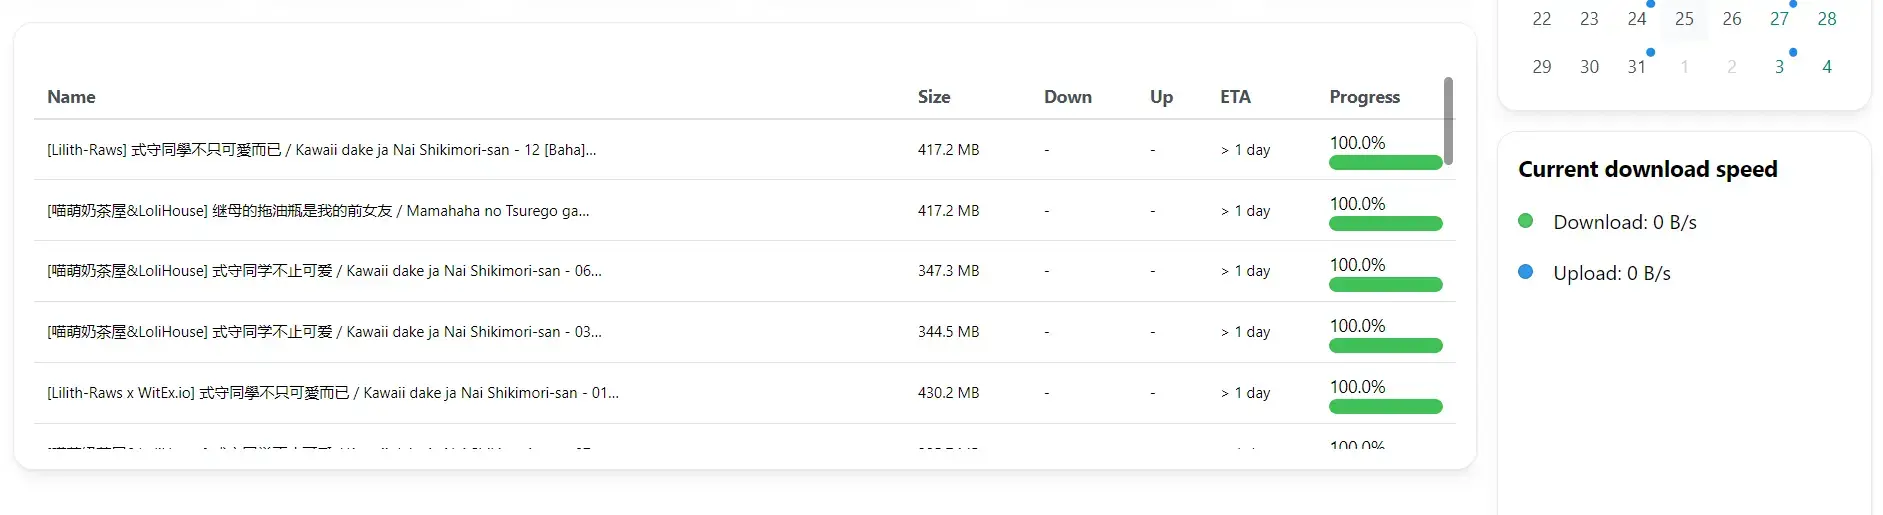 Name Size Down Up ETA Progress
[Lilith-Raws] 式守同學不只可愛而已 / Kawaii dake ja Nai Shikimori-san - 12 [Baha]... 417.2 MB - - > 1 day 100.0%
[喵萌奶茶屋&LoliHouse] 继母的拖油瓶是我的前女友 / Mamahaha no Tsurego ga... 417.2 MB - - > 1 day 100.0%
[喵萌奶茶屋&LoliHouse] 式守同学不止可爱 / Kawaii dake ja Nai Shikimori-san - 06... 347.3 MB - - > 1 day 100.0%
[喵萌奶茶屋&LoliHouse] 式守同学不止可爱 / Kawaii dake ja Nai Shikimori-san - 03... 344.5 MB - - > 1 day 100.0%
[Lilith-Raws x WitEx.io] 式守同學不只可愛而已 / Kawaii dake ja Nai Shikimori-san - 01... 430.2 MB - - > 1 day 100.0%
100.0%
22 23 24 25 26 27 28
29 30 31 1 2 3 4
Current download speed
Download: 0 B/s
Upload: 0 B/s